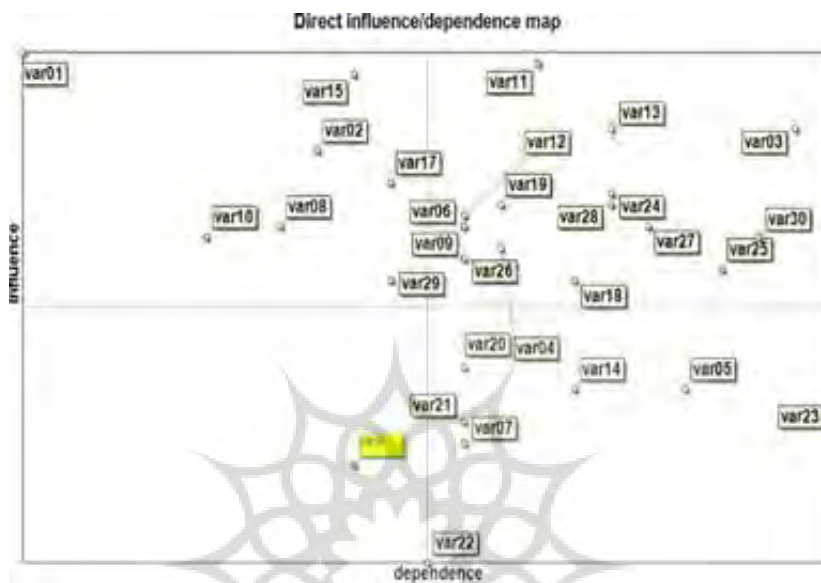 Direct influence/dependence map
var01
var15
var11
var02
var13
var03
var12
var17
var19
var10
var08
var06
var28
var24
var30
var09
var27
var25
var26
var29
var18
var20
var04
var14
var05
var21
var23
var07
var22
influence
dependence